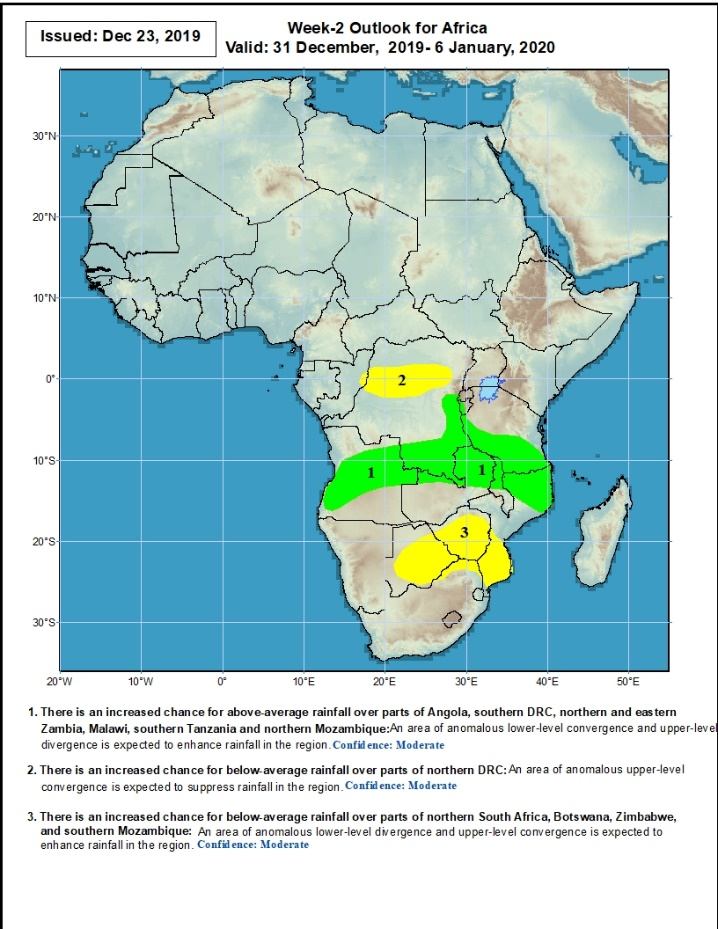 Issued: Dec 23, 2019
Week-2 Outlook for Africa
Valid: 31 December, 2019- 6 January, 2020
30°N
20°N
10°N
0°
10°S
20°S
30°S
2
1
1
3
20°W
10°W
0°
10°E
20°E
30°E
40°E
50°E
1. There is an increased chance for above-average rainfall over parts of Angola, southern DRC, northern and eastern
Zambia, Malawi, southern Tanzania and northern Mozambique:An area of anomalous lower-level convergence and upper-level
divergence is expected to enhance rainfall in the region. Confidence: Moderate
2. There is an increased chance for below-average rainfall over parts of northern DRC: An area of anomalous upper-level
convergence is expected to suppress rainfall in the region. Confidence: Moderate
3. There is an increased chance for below-average rainfall over parts of northern South Africa, Botswana, Zimbabwe,
and southern Mozambique: An area of anomalous lower-level divergence and upper-level convergence is expected to
enhance rainfall in the region. Confidence: Moderate